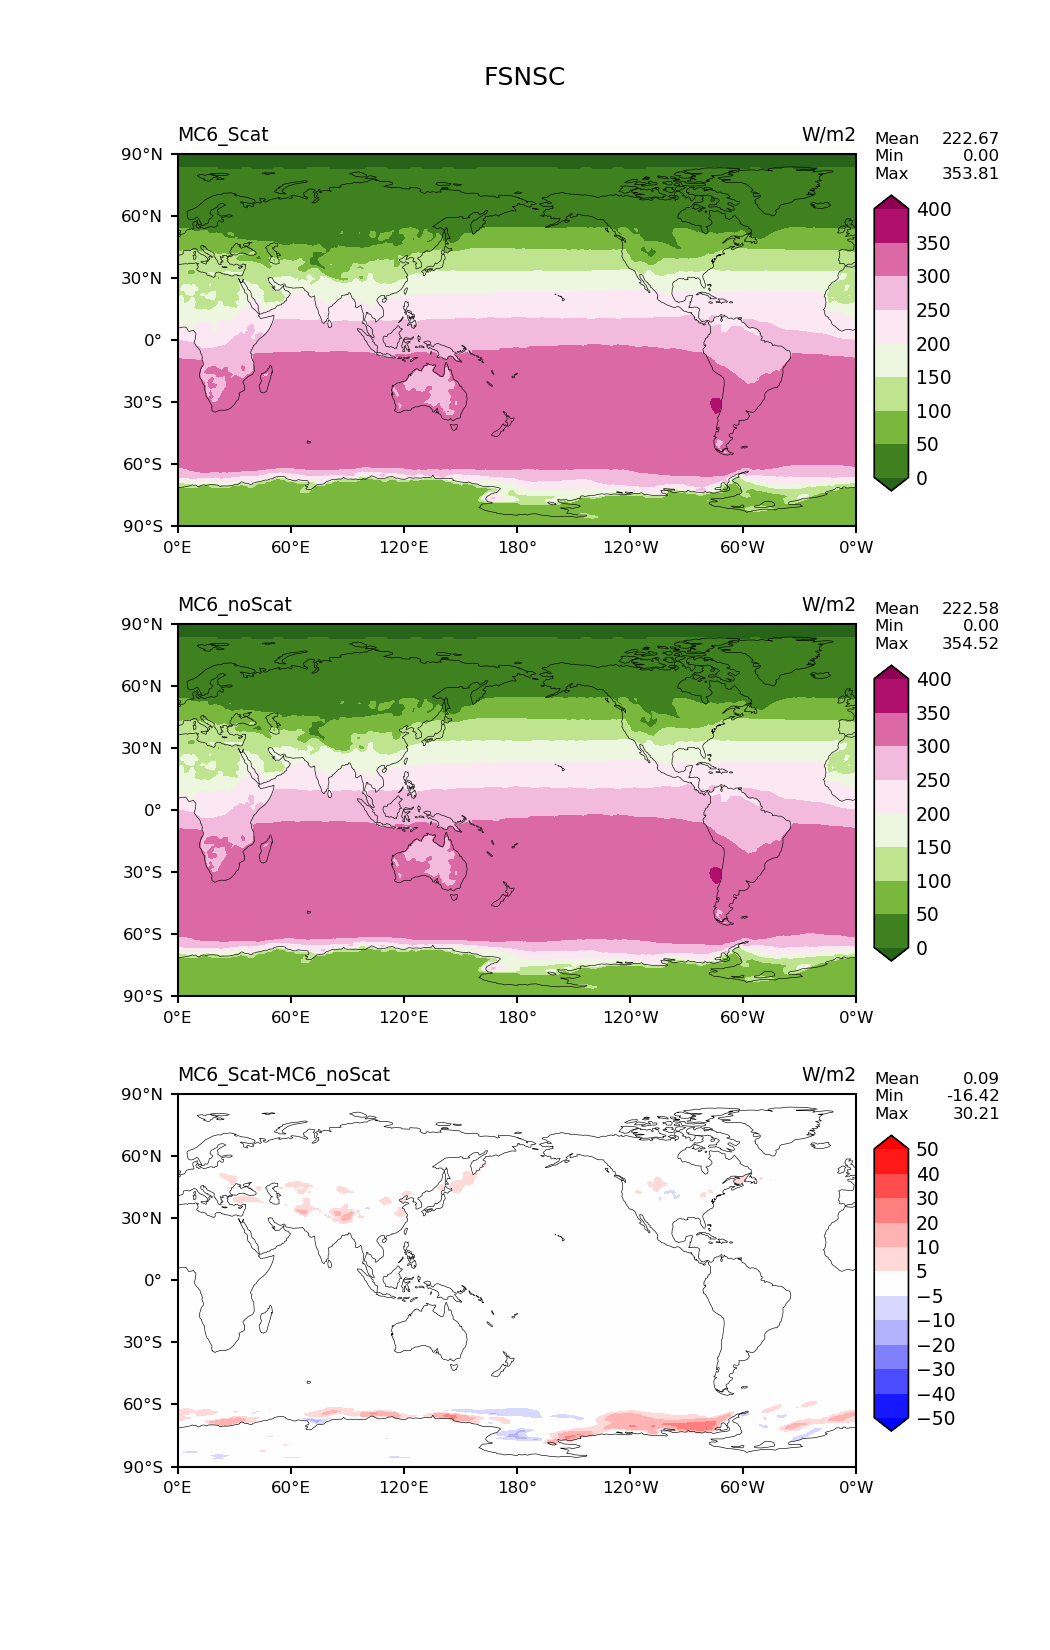 FSNSC
MC6_Scat W/m2
Mean 222.67
Min 0.00
Max 353.81
90°N
60°N
30°N
0°
30°S
60°S
90°S
0°E 60°E 120°E 180° 120°W 60°W 0°W
400
350
300
250
200
150
100
50
0
MC6_noScat W/m2
Mean 222.58
Min 0.00
Max 354.52
90°N
60°N
30°N
0°
30°S
60°S
90°S
0°E 60°E 120°E 180° 120°W 60°W 0°W
400
350
300
250
200
150
100
50
0
MC6_Scat-MC6_noScat W/m2
Mean 0.09
Min -16.42
Max 30.21
90°N
60°N
30°N
0°
30°S
60°S
90°S
0°E 60°E 120°E 180° 120°W 60°W 0°W
50
40
30
20
10
5
−5
−10
−20
−30
−40
−50